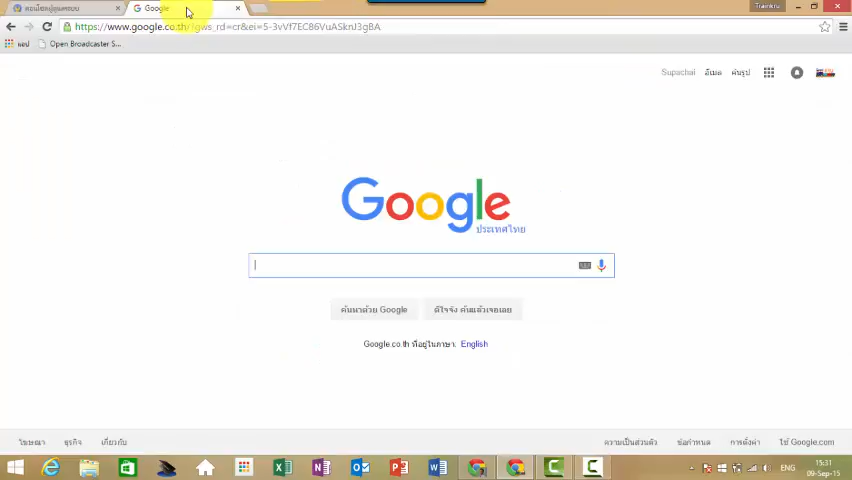 Google
Trainkru
https://www.google.co.th/?gws_rd=cr&ei=5-3vVf7EC86VuASknJ3gBA
แอป
Open Broadcaster S...
Supachai
อีเมล
ค้นรูป
Google
ประเทศไทย
ค้นหาด้วย Google
ดีใจจัง ค้นแล้วเจอเลย
Google.co.th ที่อยู่ในภาษา: English
โฆษณา
ธุรกิจ
เกี่ยวกับ
ความเป็นส่วนตัว
ข้อกำหนด
การตั้งค่า
ใช้ Google.com
ENG
15:31
09-Sep-15